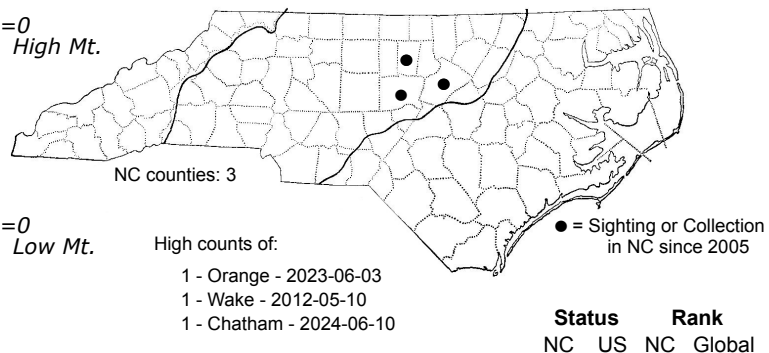 =0
High Mt.
NC counties: 3
=0
Low Mt.
High counts of:
1 - Orange - 2023-06-03
1 - Wake - 2012-05-10
1 - Chatham - 2024-06-10
● = Sighting or Collection
in NC since 2005
Status Rank
NC US NC Global